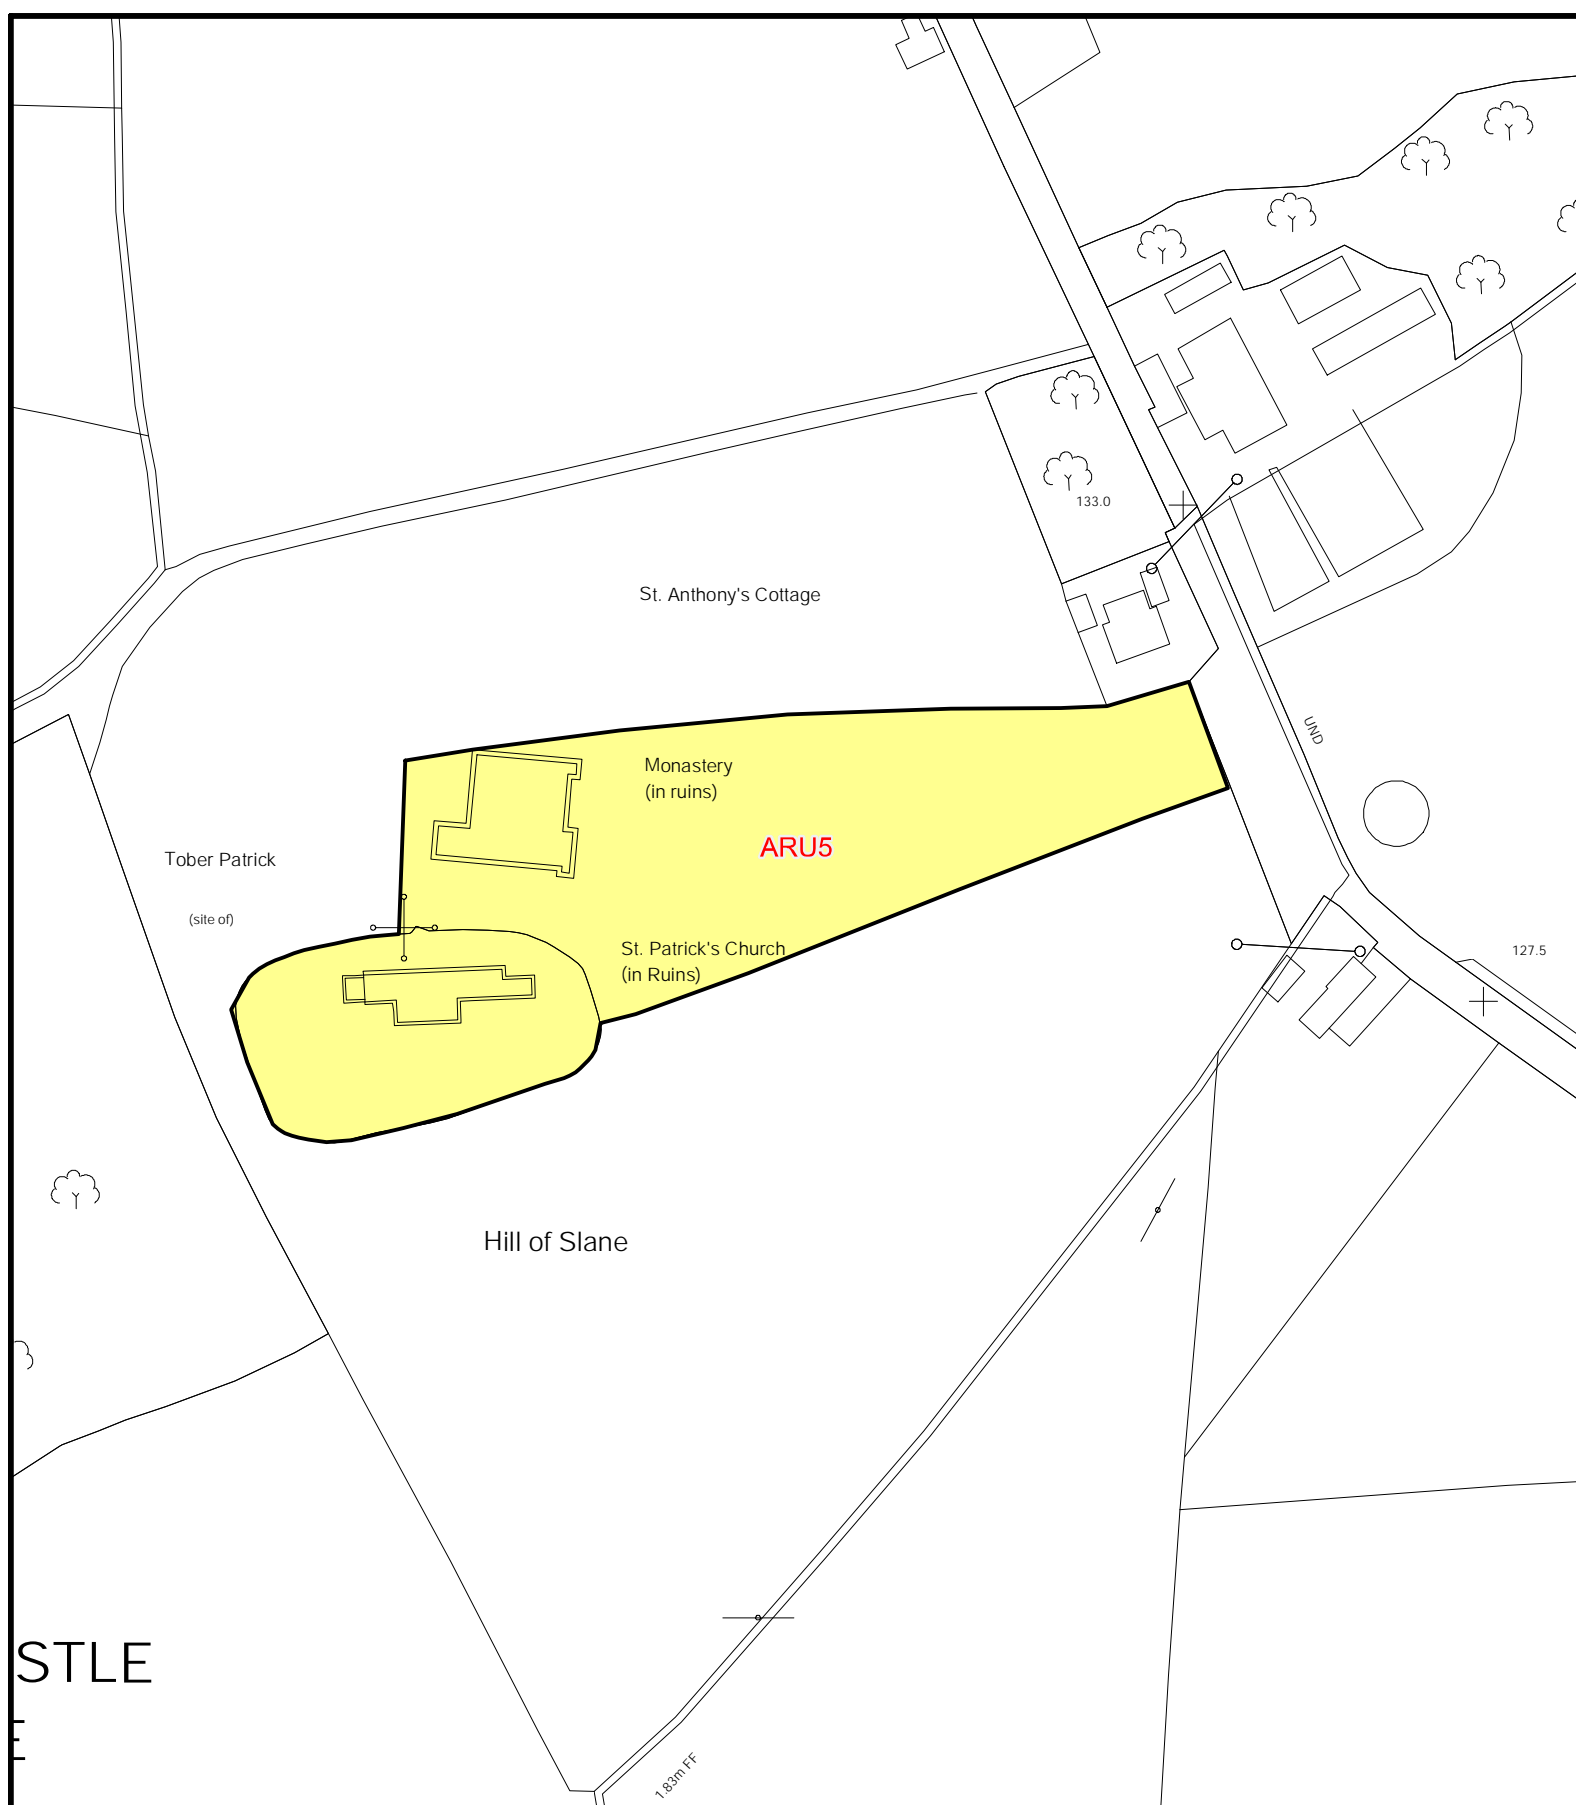 133.0
St. Anthony's Cottage
UND
Monastery
(in ruins)
ARU5
Tober Patrick
(site of)
St. Patrick's Church
(in Ruins)
127.5
Hill of Slane
STLE
E
1.83m FF